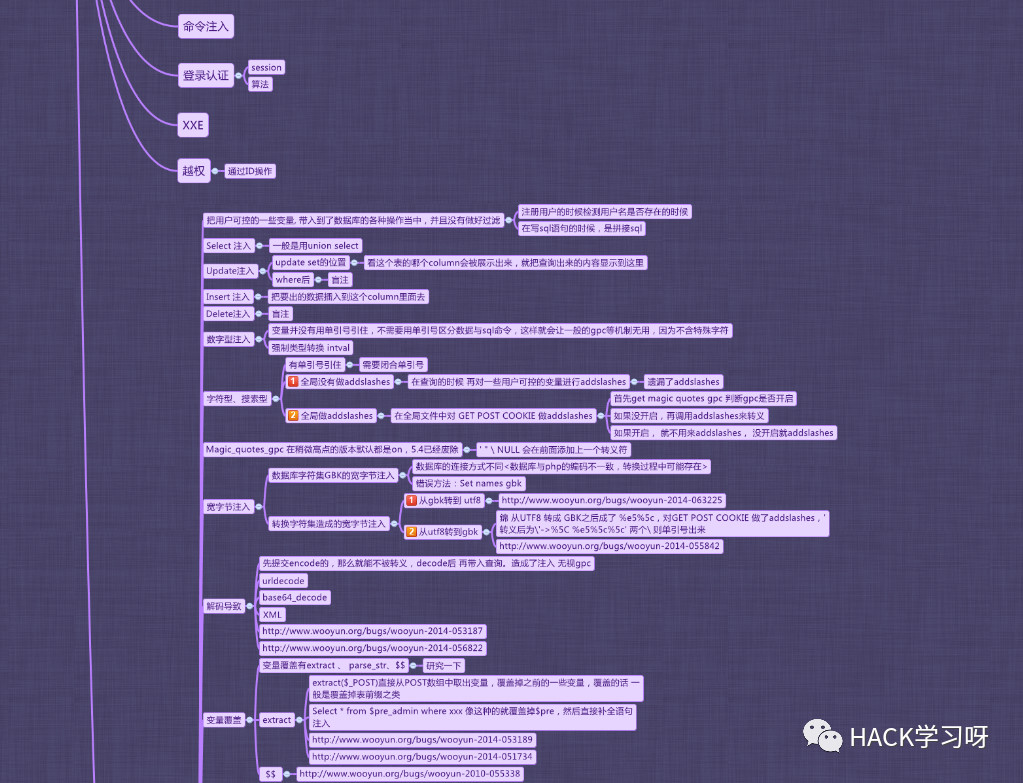 命令注入
登录认证
session
算法
XXE
越权
通过ID操作
把用户可控的一些变量, 带入到了数据库的各种操作当中，并且没有做好过滤
注册用户的时候检测用户名是否存在的时候
在写sql语句的时候，是拼接sql
Select 注入
一般是用union select
Update注入
update set的位置
看这个表的哪个column会被展示出来，就把查询出来的内容显示到这里
where后
盲注
Insert 注入
把要出的数据插入到这个column里面去
Delete注入
盲注
数字型注入
变量并没有用单引号引住，不需要用单引号区分数据与sql命令，这样就会让一般的gpc等机制无用，因为不含特殊字符
强制类型转换 intval
字符型、搜索型
有单引号引住
需要闭合单引号
1 全局没有做addslashes
在查询的时候 再对一些用户可控的变量进行addslashes
遗漏了addslashes
2 全局做addslashes
在全局文件中对 GET POST COOKIE 做addslashes
首先get magic quotes gpc 判断gpc是否开启
如果没开启，再调用addslashes来转义
如果开启， 就不用来addslashes ，没开启就addslashes
Magic_quotes_gpc 在稍微高点的版本默认都是on，5.4已经废除
' " \ NULL 会在前面添加上一个转义符
宽字节注入
数据库字符集GBK的宽字节注入
数据库的连接方式不同<数据库与php的编码不一致，转换过程中可能存在>
错误方法：Set names gbk
转换字符集造成的宽字节注入
1 从gbk转到 utf8
http://www.wooyun.org/bugs/wooyun-2014-063225
2 从utf8转到gbk
錦 从UTF8 转成 GBK之后成了 %e5%5c，对GET POST COOKIE 做了addslashes，'
转义后为\'->%5C %e5%5c%5c' 两个\ 则单引号出来
http://www.wooyun.org/bugs/wooyun-2014-055842
解码导致
先提交encode的，那么就能不被转义，decode后 再带入查询。造成了注入 无视gpc
urldecode
base64_decode
XML
http://www.wooyun.org/bugs/wooyun-2014-053187
http://www.wooyun.org/bugs/wooyun-2014-056822
变量覆盖
变量覆盖有extract 、 parse_str、$$
研究一下
extract
extract($_POST)直接从POST数组中取出变量，覆盖掉之前的一些变量，覆盖的话 一
般是覆盖掉表前缀之类
Select * from $pre_admin where xxx 像这种的就覆盖掉$pre，然后直接补全语句
注入
http://www.wooyun.org/bugs/wooyun-2014-053189
http://www.wooyun.org/bugs/wooyun-2014-051734
$$
http://www.wooyun.org/bugs/wooyun-2010-055338
HACK学习呀